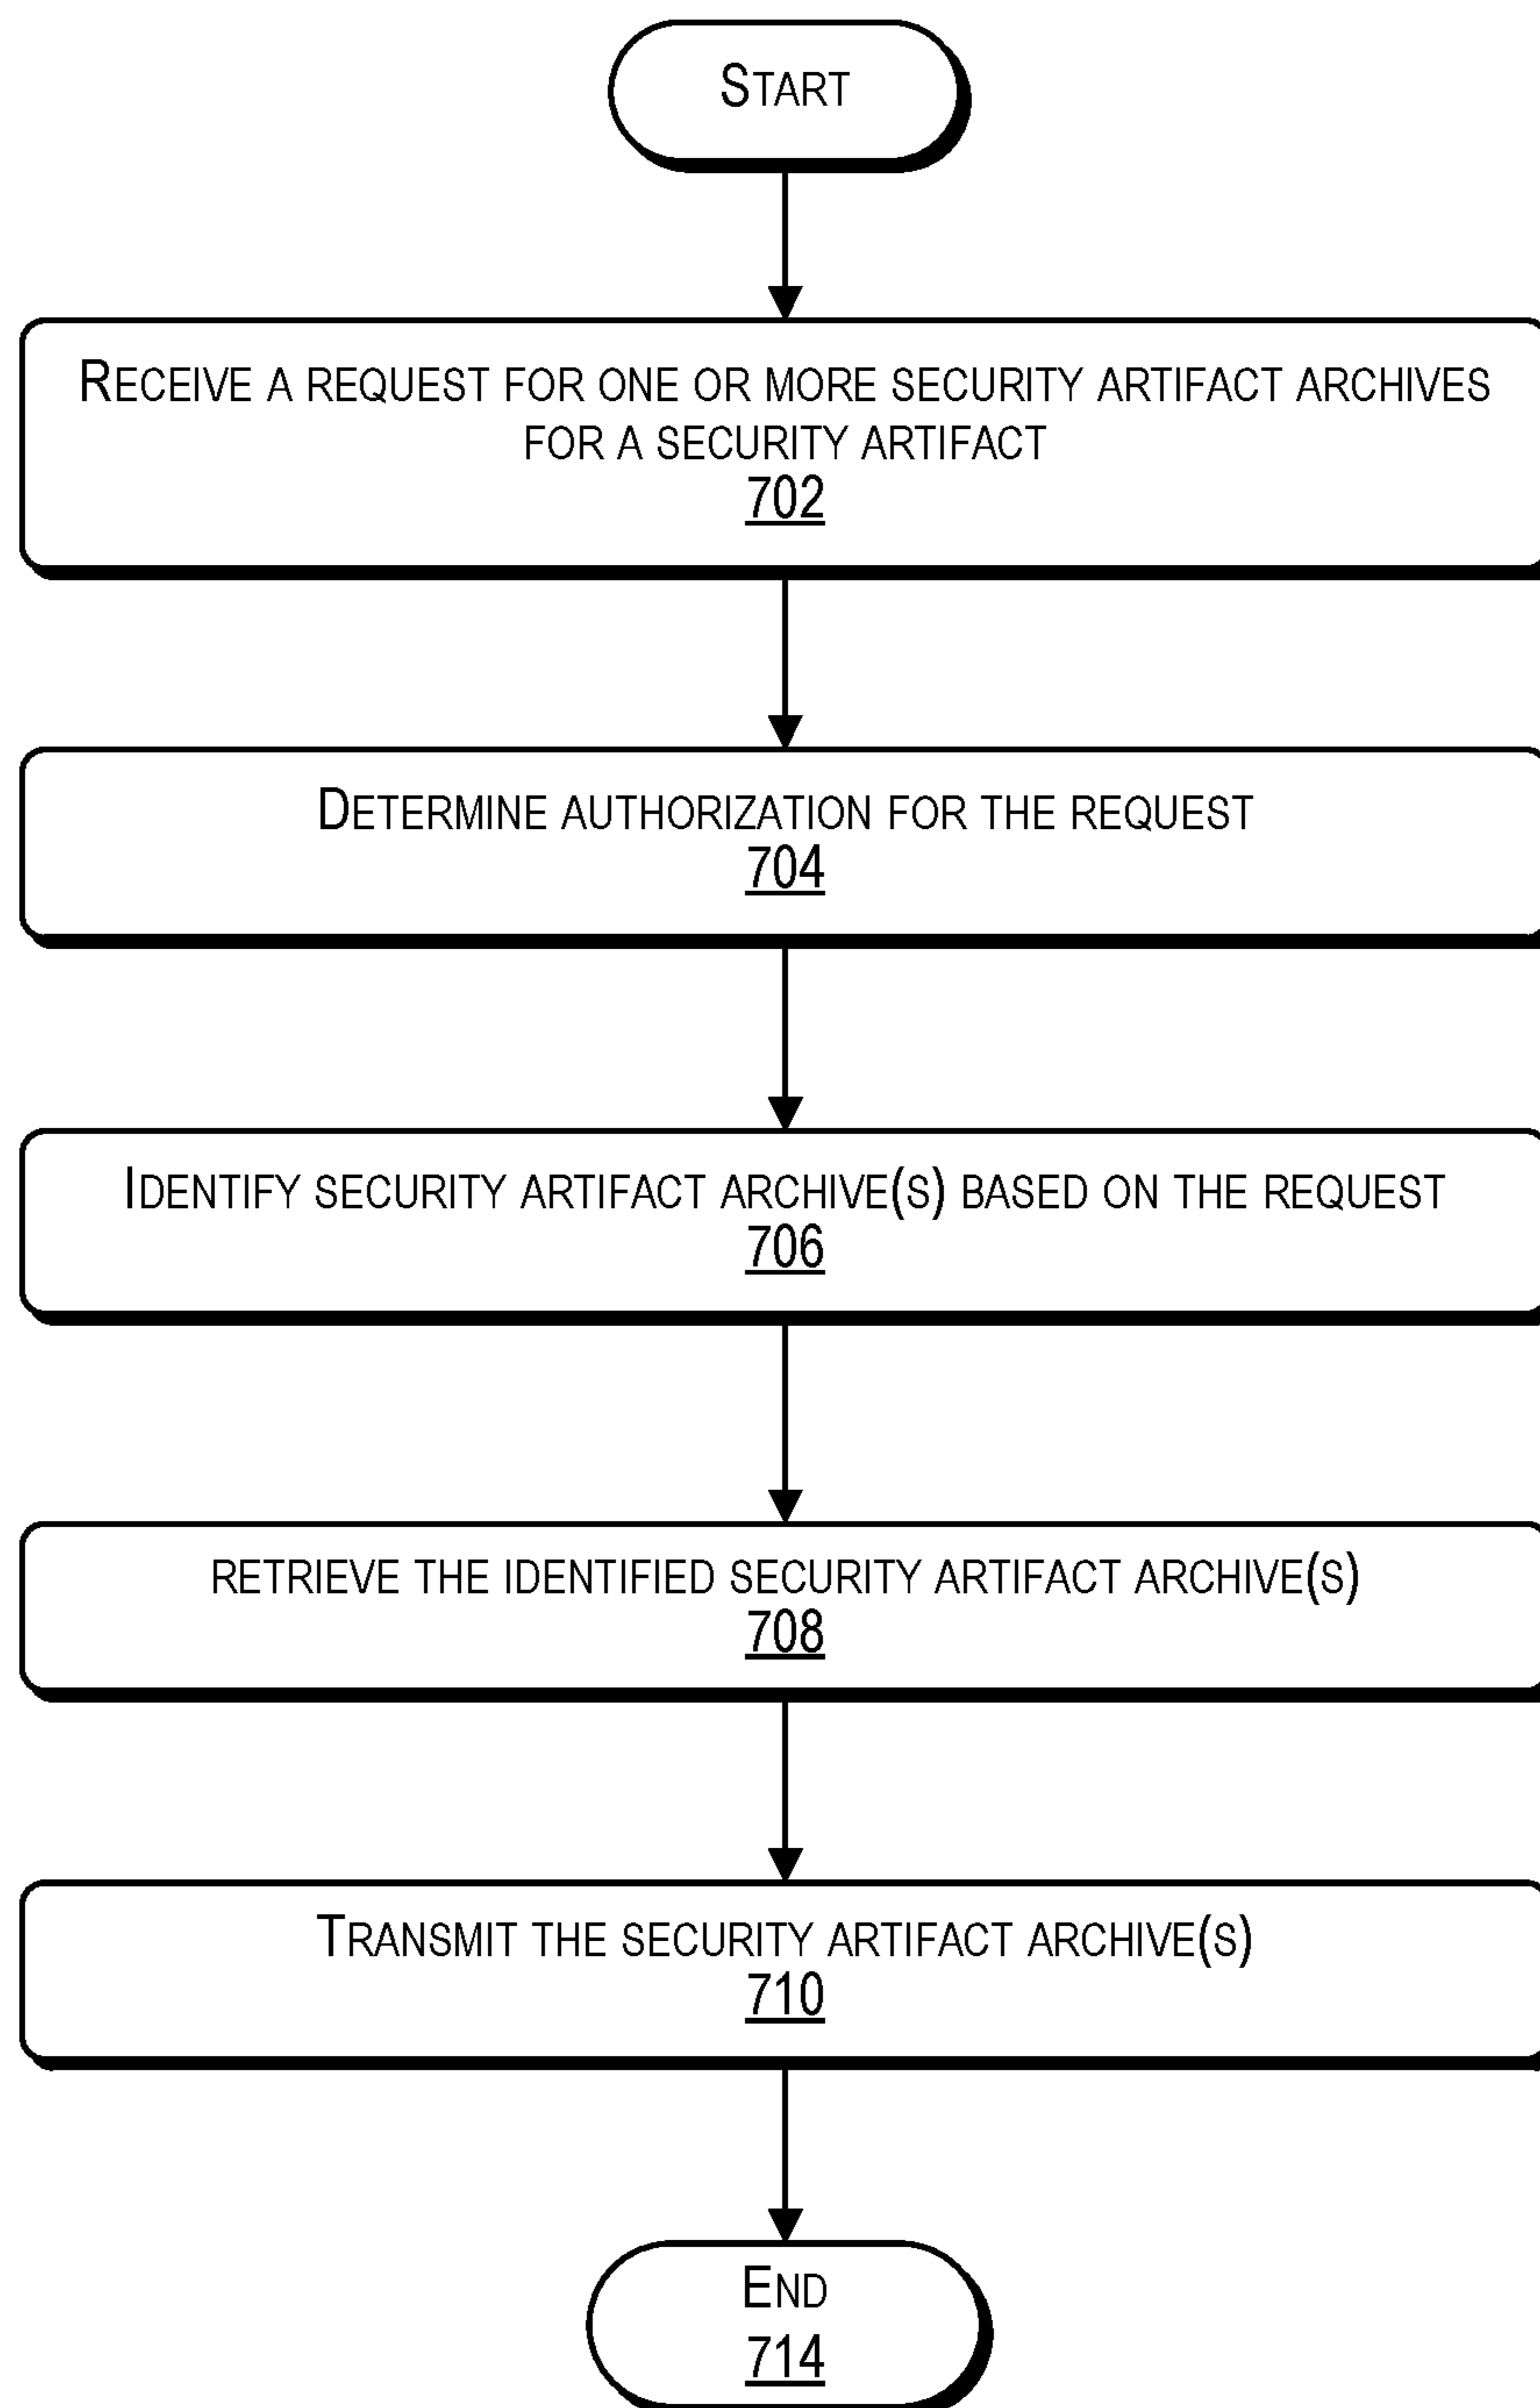 START
RECEIVE A REQUEST FOR ONE OR MORE SECURITY ARTIFACT ARCHIVES
FOR A SECURITY ARTIFACT
702
DETERMINE AUTHORIZATION FOR THE REQUEST
704
IDENTIFY SECURITY ARTIFACT ARCHIVE(S) BASED ON THE REQUEST
706
RETRIEVE THE IDENTIFIED SECURITY ARTIFACT ARCHIVE(S)
708
TRANSMIT THE SECURITY ARTIFACT ARCHIVE(S)
710
END
714